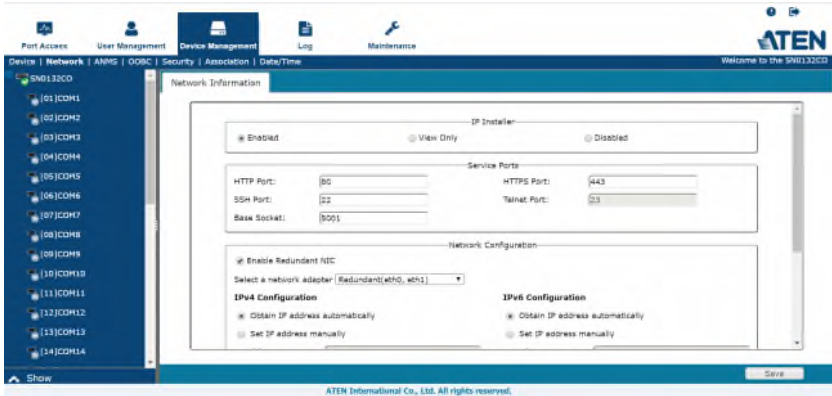 Port Access User Management Device Management Log Maintenance
ATEN
Device | Network | ANMS | OOBC | Security | Association | Date/Time
Welcome to the SN0132CO
SN0132CO
[01]COM1
[02]COM2
[03]COM3
[04]COM4
[05]COM5
[06]COM6
[07]COM7
[08]COM8
[09]COM9
[10]COM10
[11]COM11
[12]COM12
[13]COM13
[14]COM14
Show
Network Information
IP Installer
Enabled View Only Disabled
Service Ports
HTTP Port: 80 HTTPS Port: 443
SSH Port: 22 Telnet Port: 23
Base Socket: 5001
Network Configuration
Enable Redundant NIC
Select a network adapter Redundant(eth0, eth1)
IPv4 Configuration IPv6 Configuration
Obtain IP address automatically Obtain IP address automatically
Set IP address manually Set IP address manually
Save
ATEN International Co., Ltd. All rights reserved.